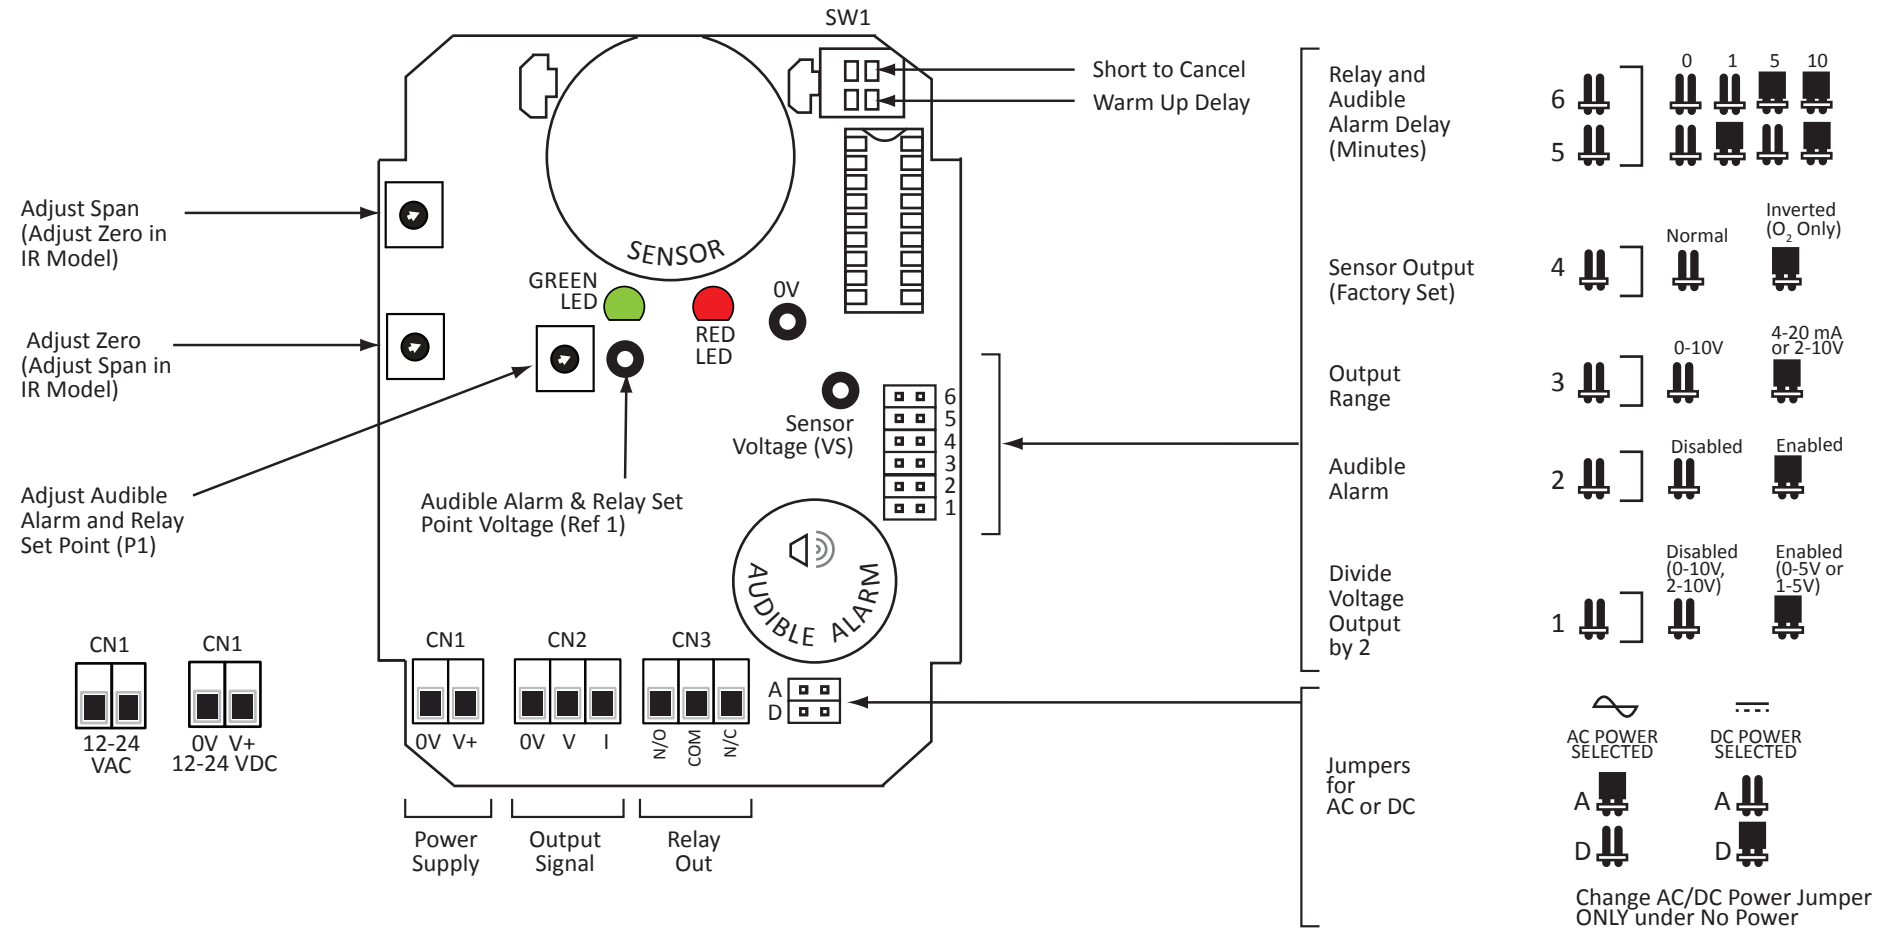 SW1
Short to Cancel
Warm Up Delay
Adjust Span
(Adjust Zero in
IR Model)
Adjust Zero
(Adjust Span in
IR Model)
Adjust Audible
Alarm and Relay
Set Point (P1)
SENSOR
GREEN
LED
RED
LED
0V
Sensor
Voltage (VS)
Audible Alarm & Relay Set
Point Voltage (Ref 1)
6
5
4
3
2
1
AUDIBLE ALARM
CN1
12-24
VAC
CN1
0V V+
12-24 VDC
CN1
0V V+
CN2
0V V I
CN3
N/O
COM
N/C
A
D
Power
Supply
Output
Signal
Relay
Out
Relay and
Audible
Alarm Delay
(Minutes)
6
5
0 1 5 10
Sensor Output
(Factory Set)
4
Normal
Inverted
(O2 Only)
Output
Range
3
0-10V
4-20 mA
or 2-10V
Audible
Alarm
2
Disabled
Enabled
Divide
Voltage
Output
by 2
1
Disabled
(0-10V,
2-10V)
Enabled
(0-5V or
1-5V)
Jumpers
for
AC or DC
AC POWER
SELECTED
DC POWER
SELECTED
A
D
A
D
Change AC/DC Power Jumper
ONLY under No Power